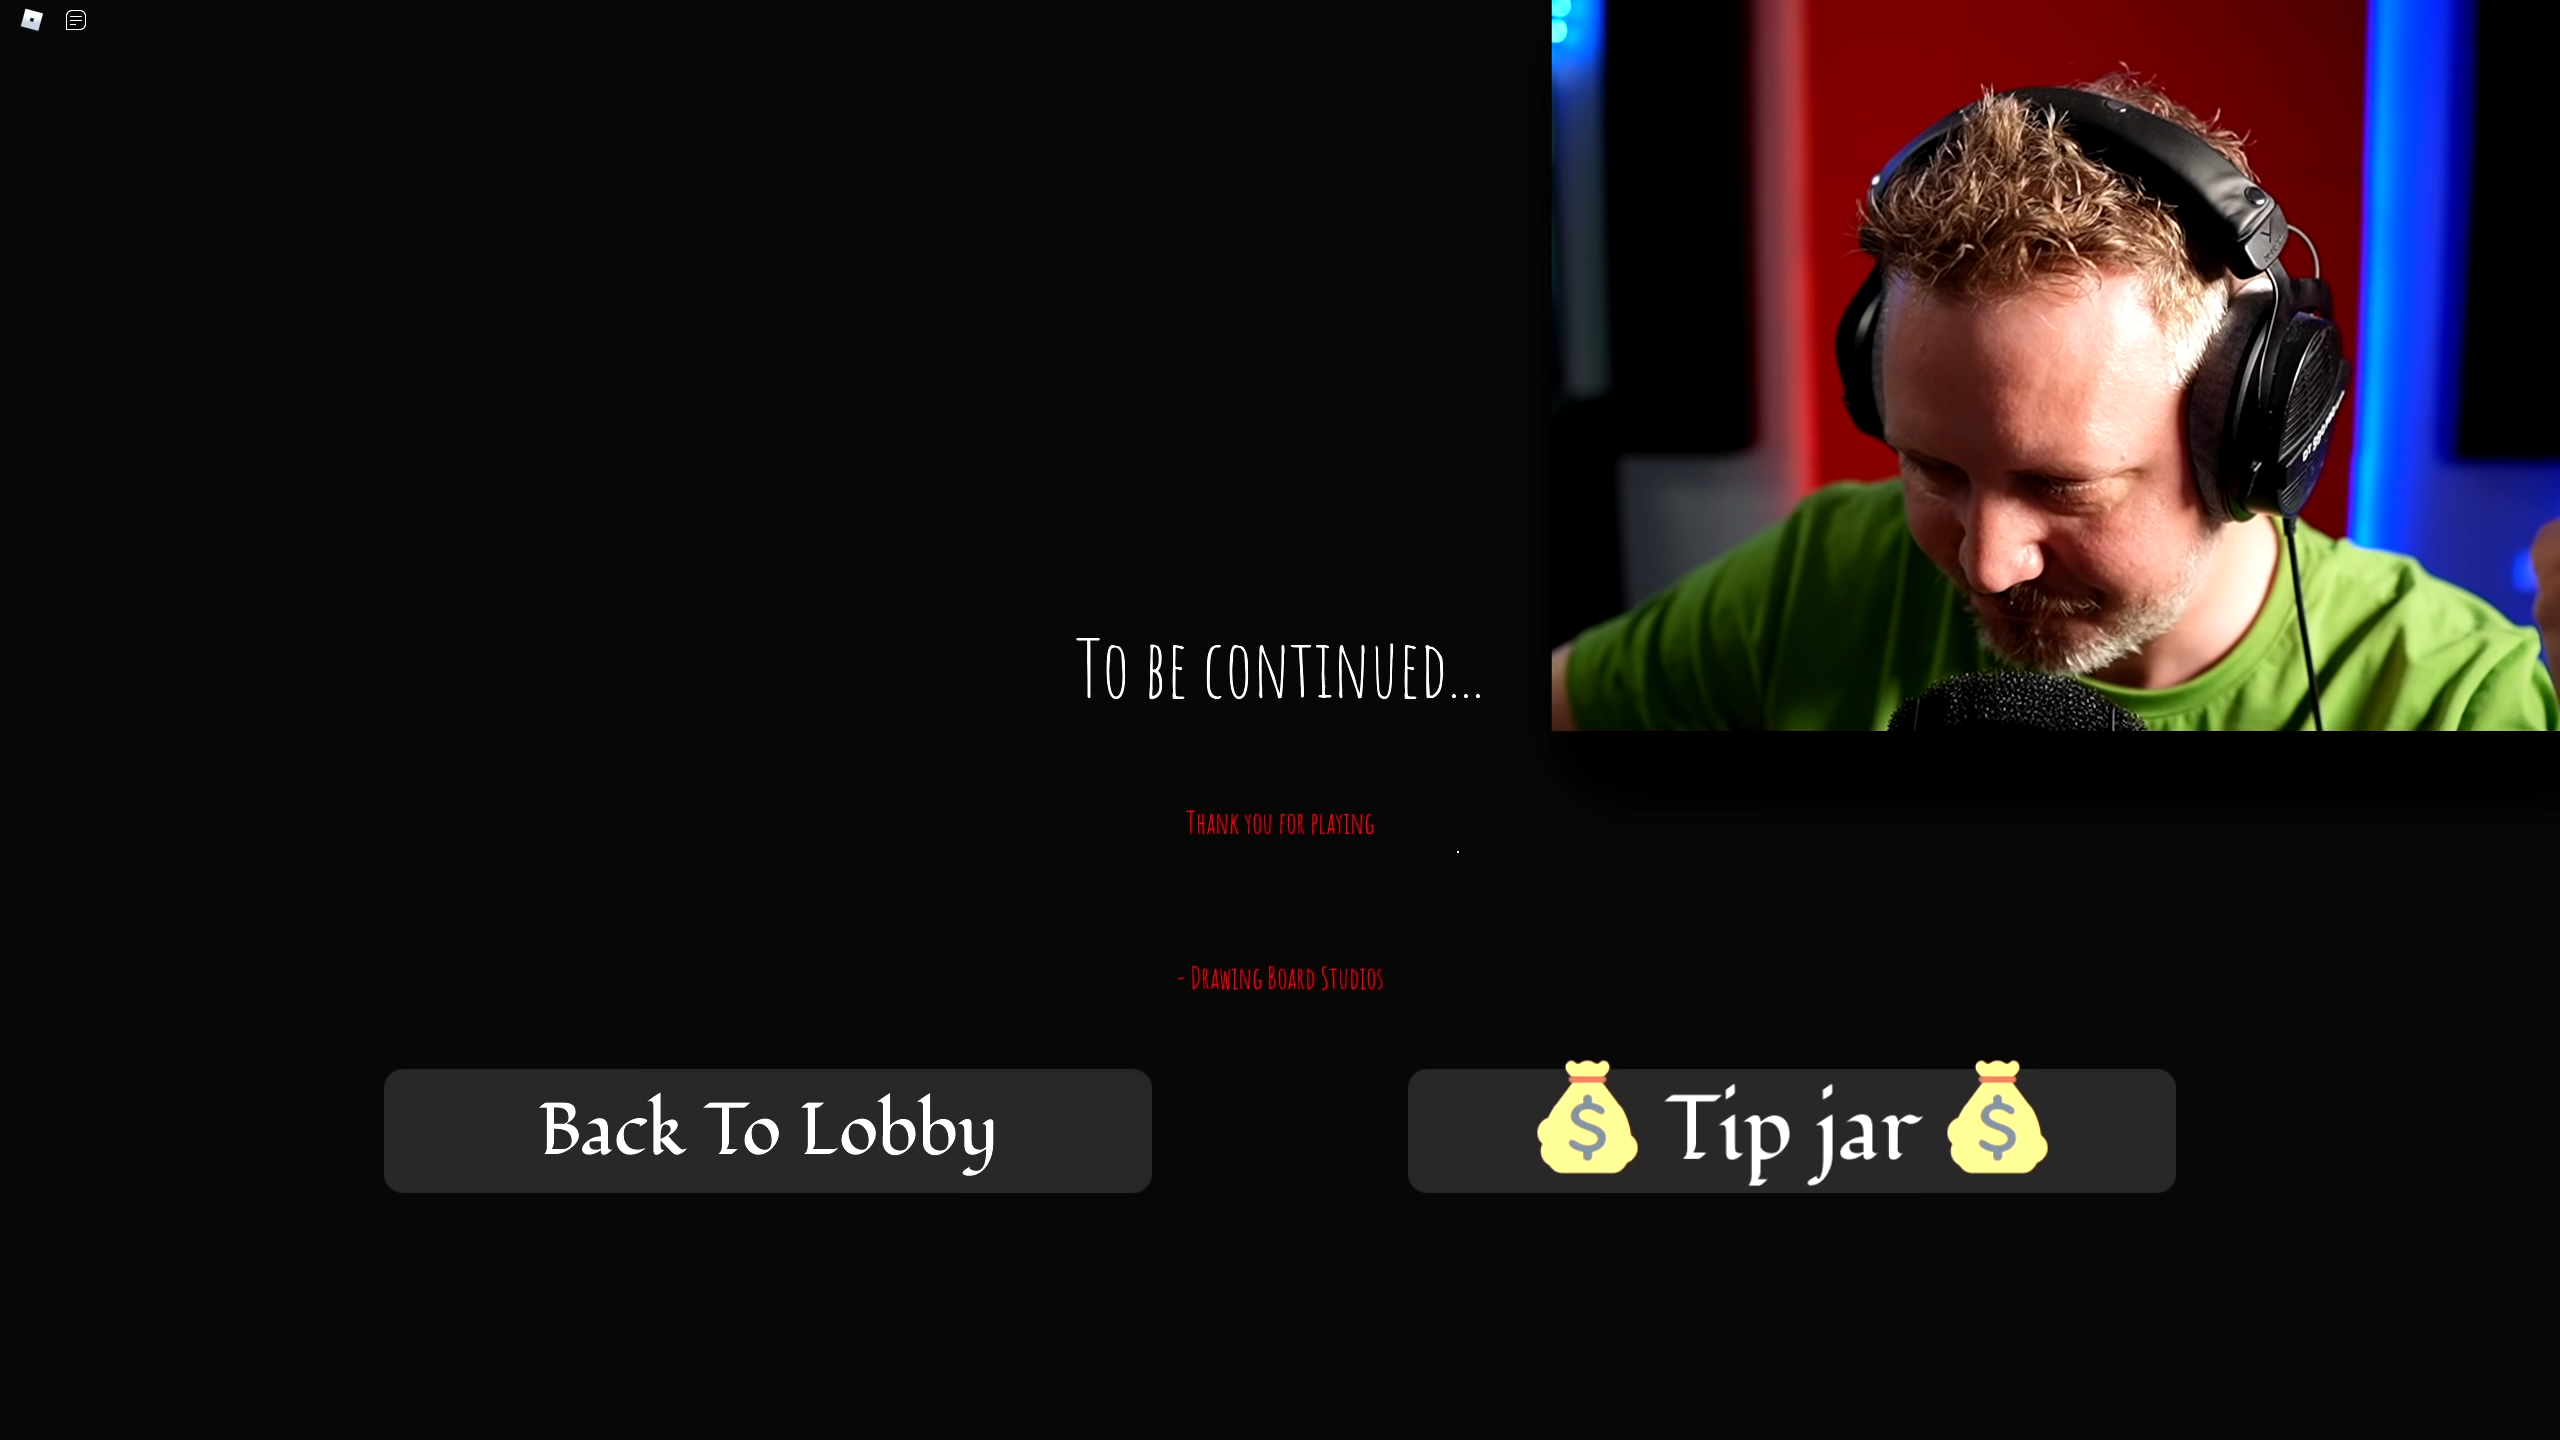 To be continued...
Thank you for playing
- Drawing Board Studios
Back To Lobby
$ Tip jar $